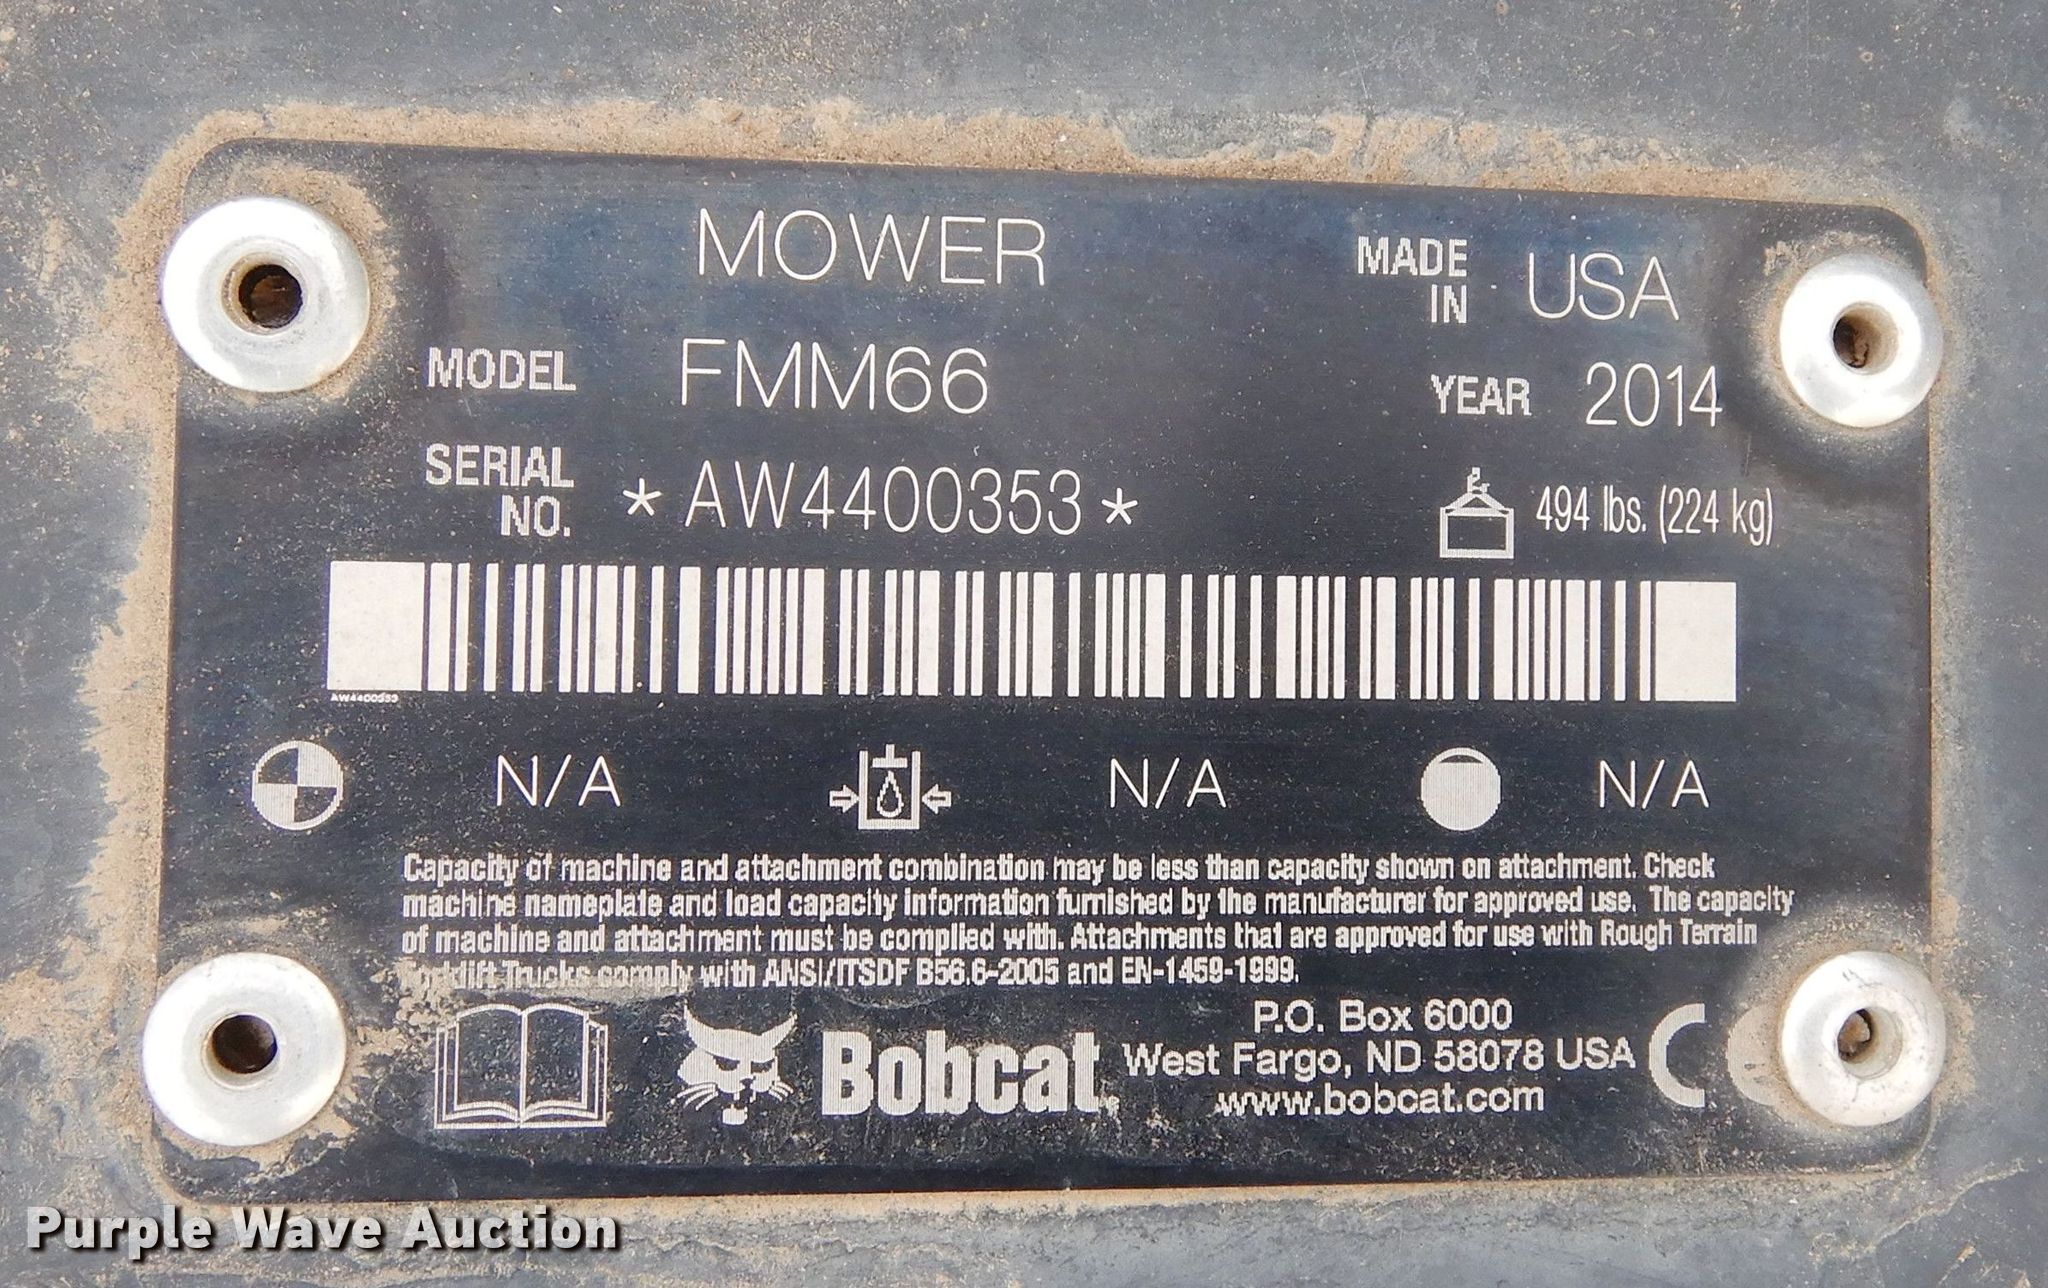 MOWER
MADE IN USA
MODEL FMM66
YEAR 2014
SERIAL NO. *AW4400353*
494 lbs. (224 kg)
AW4400353
N/A N/A N/A
Capacity of machine and attachment combination may be less than capacity shown on attachment. Check
machine nameplate and load capacity information furnished by the manufacturer for approved use. The capacity
of machine and attachment must be complied with. Attachments that are approved for use with Rough Terrain
Forklift Trucks comply with ANSI/ITSDF B56.6-2005 and EN-1459-1999.
Bobcat
P.O. Box 6000
West Fargo, ND 58078 USA
www.bobcat.com
CE
Purple Wave Auction